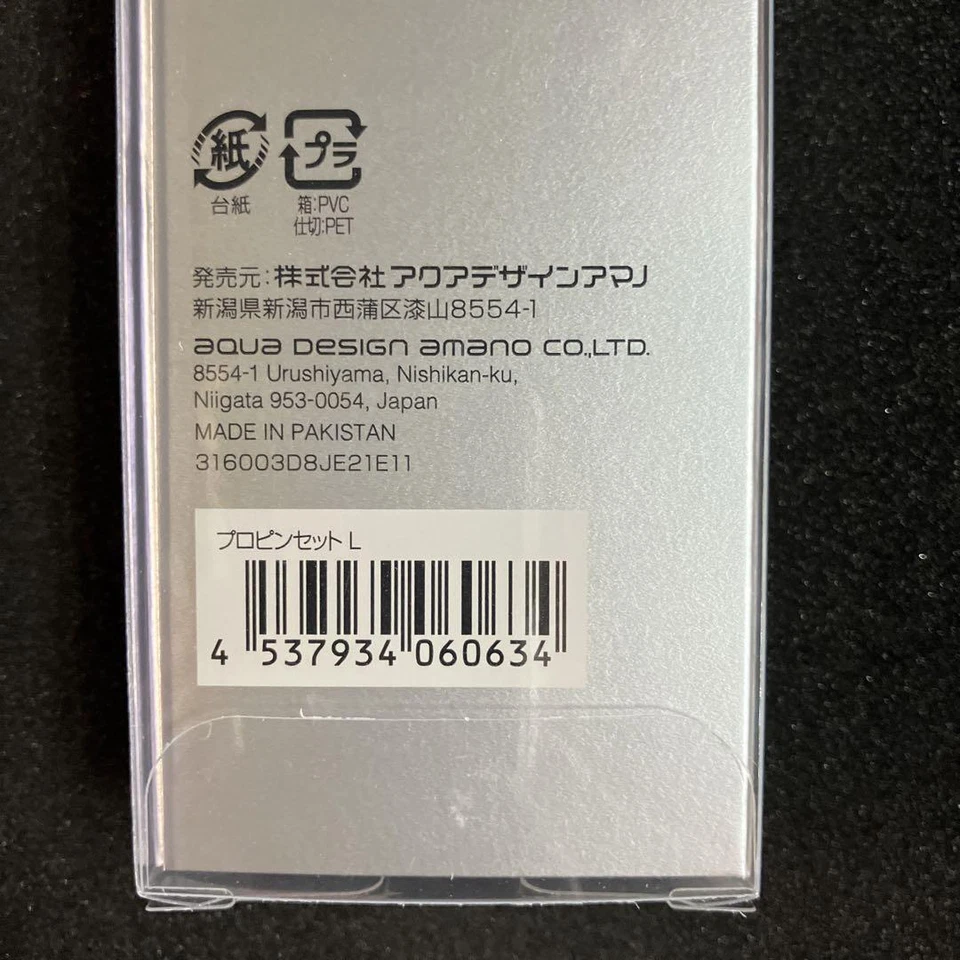 紙 プラ
台紙 箱:PVC
仕切:PET
発売元:株式会社 アクアデザインアマノ
新潟県新潟市西蒲区漆山8554-1
aqua Design amano CO.,LTD.
8554-1 Urushiyama, Nishikan-ku,
Niigata 953-0054, Japan
MADE IN PAKISTAN
316003D8JE21E11
プロピンセット L
4 537934 060634